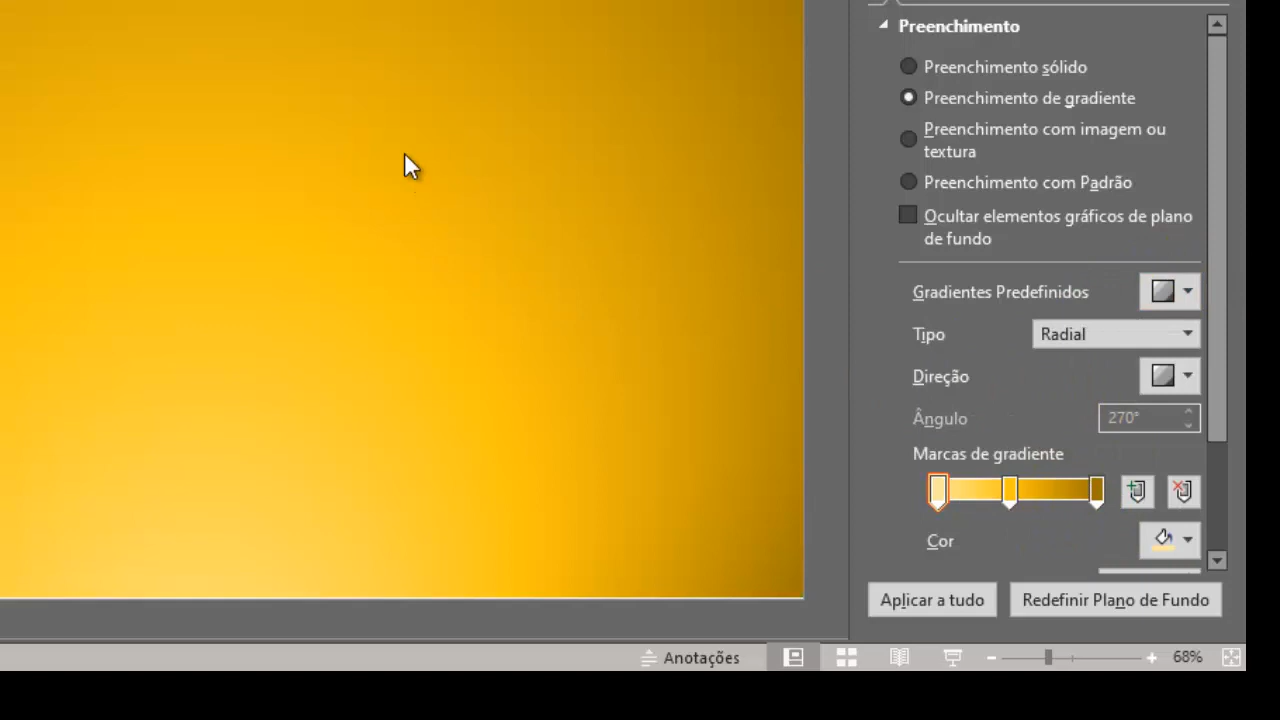 Preenchimento
Preenchimento sólido
Preenchimento de gradiente
Preenchimento com imagem ou
textura
Preenchimento com Padrão
Ocultar elementos gráficos de plano
de fundo
Gradientes Predefinidos
Tipo
Radial
Direção
Ângulo
270°
Marcas de gradiente
Cor
Aplicar a tudo
Redefinir Plano de Fundo
Anotações
68%